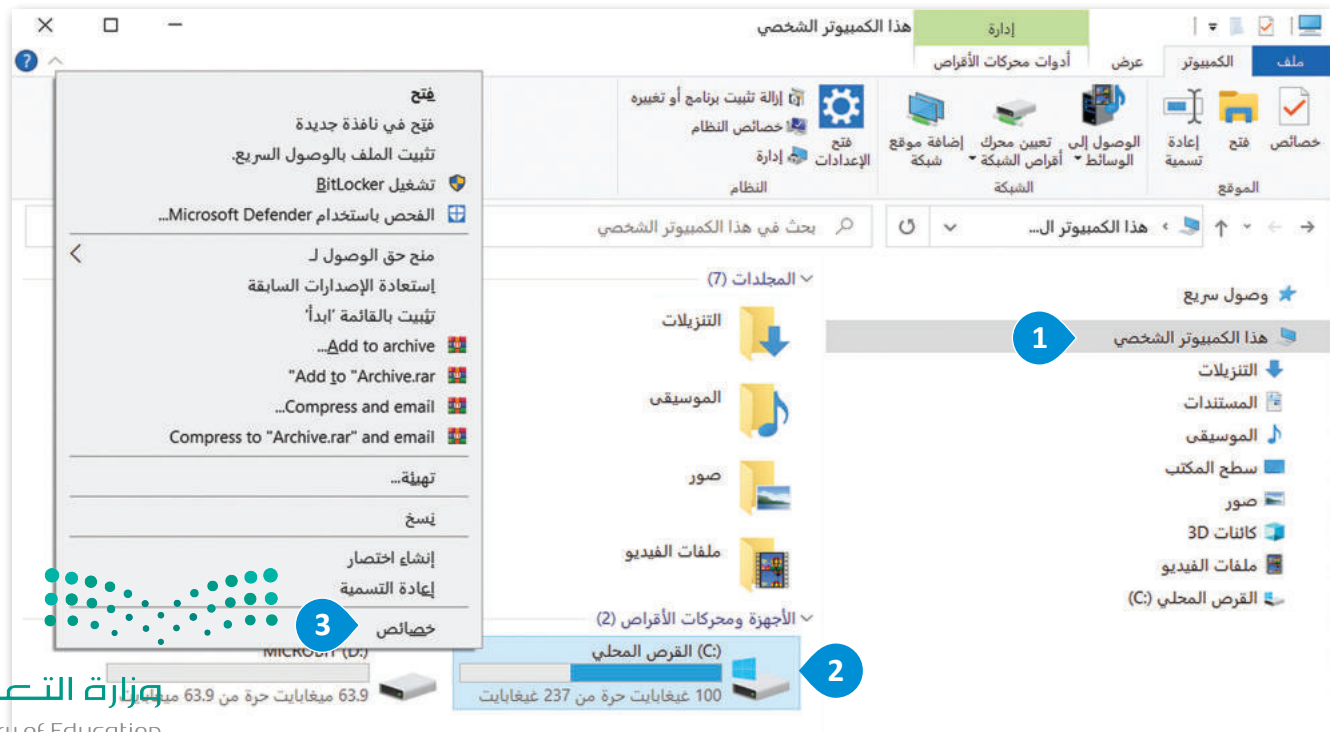 هذا الكمبيوتر الشخصي
إدارة
ملف
الكمبيوتر
عرض
أدوات محركات الأقراص
خصائص
فتح
إعادة تسمية
الموقع
الوصول إلى الوسائط
تعيين محرك أقراص الشبكة
إضافة موقع شبكة
الشبكة
فتح الإعدادات
إزالة تثبيت برنامج أو تغييره
خصائص النظام
إدارة
النظام
هذا الكمبيوتر ال...
بحث في هذا الكمبيوتر الشخصي
وصول سريع
هذا الكمبيوتر الشخصي
1
التنزيلات
المستندات
الموسيقى
سطح المكتب
صور
كائنات 3D
ملفات الفيديو
القرص المحلي (C:)
المجلدات (7)
التنزيلات
الموسيقى
صور
ملفات الفيديو
الأجهزة ومحركات الأقراص (2)
(C:) القرص المحلي
100 غيغابايت حرة من 237 غيغابايت
2
MICROBIT (D:)
63.9 ميغابايت حرة من 63.9 ميغابايت
فتح
فتح في نافذة جديدة
تثبيت الملف بالوصول السريع.
تشغيل BitLocker
الفحص باستخدام Microsoft Defender...
منح حق الوصول لـ
إستعادة الإصدارات السابقة
تثبيت بالقائمة 'ابدأ'
Add to archive...
Add to "Archive.rar"
Compress and email...
Compress to "Archive.rar" and email
تهيئة...
نسخ
إنشاء اختصار
إعادة التسمية
خصائص
3
وزارة التع
ry of Education